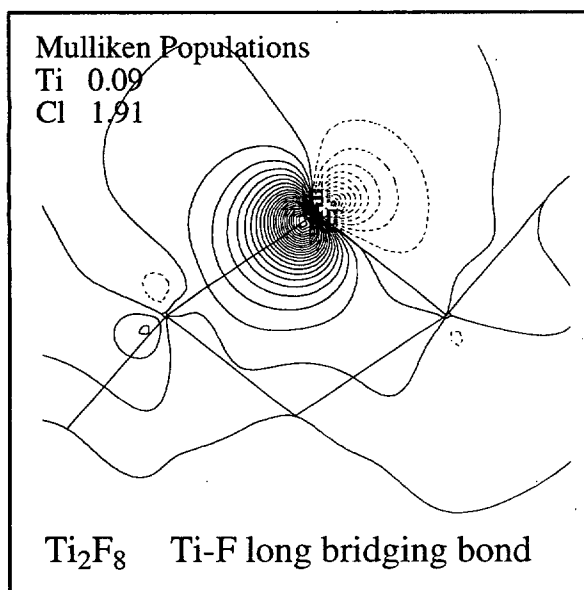 Mulliken Populations
Ti 0.09
Cl 1.91
Ti₂F₈ Ti-F long bridging bond